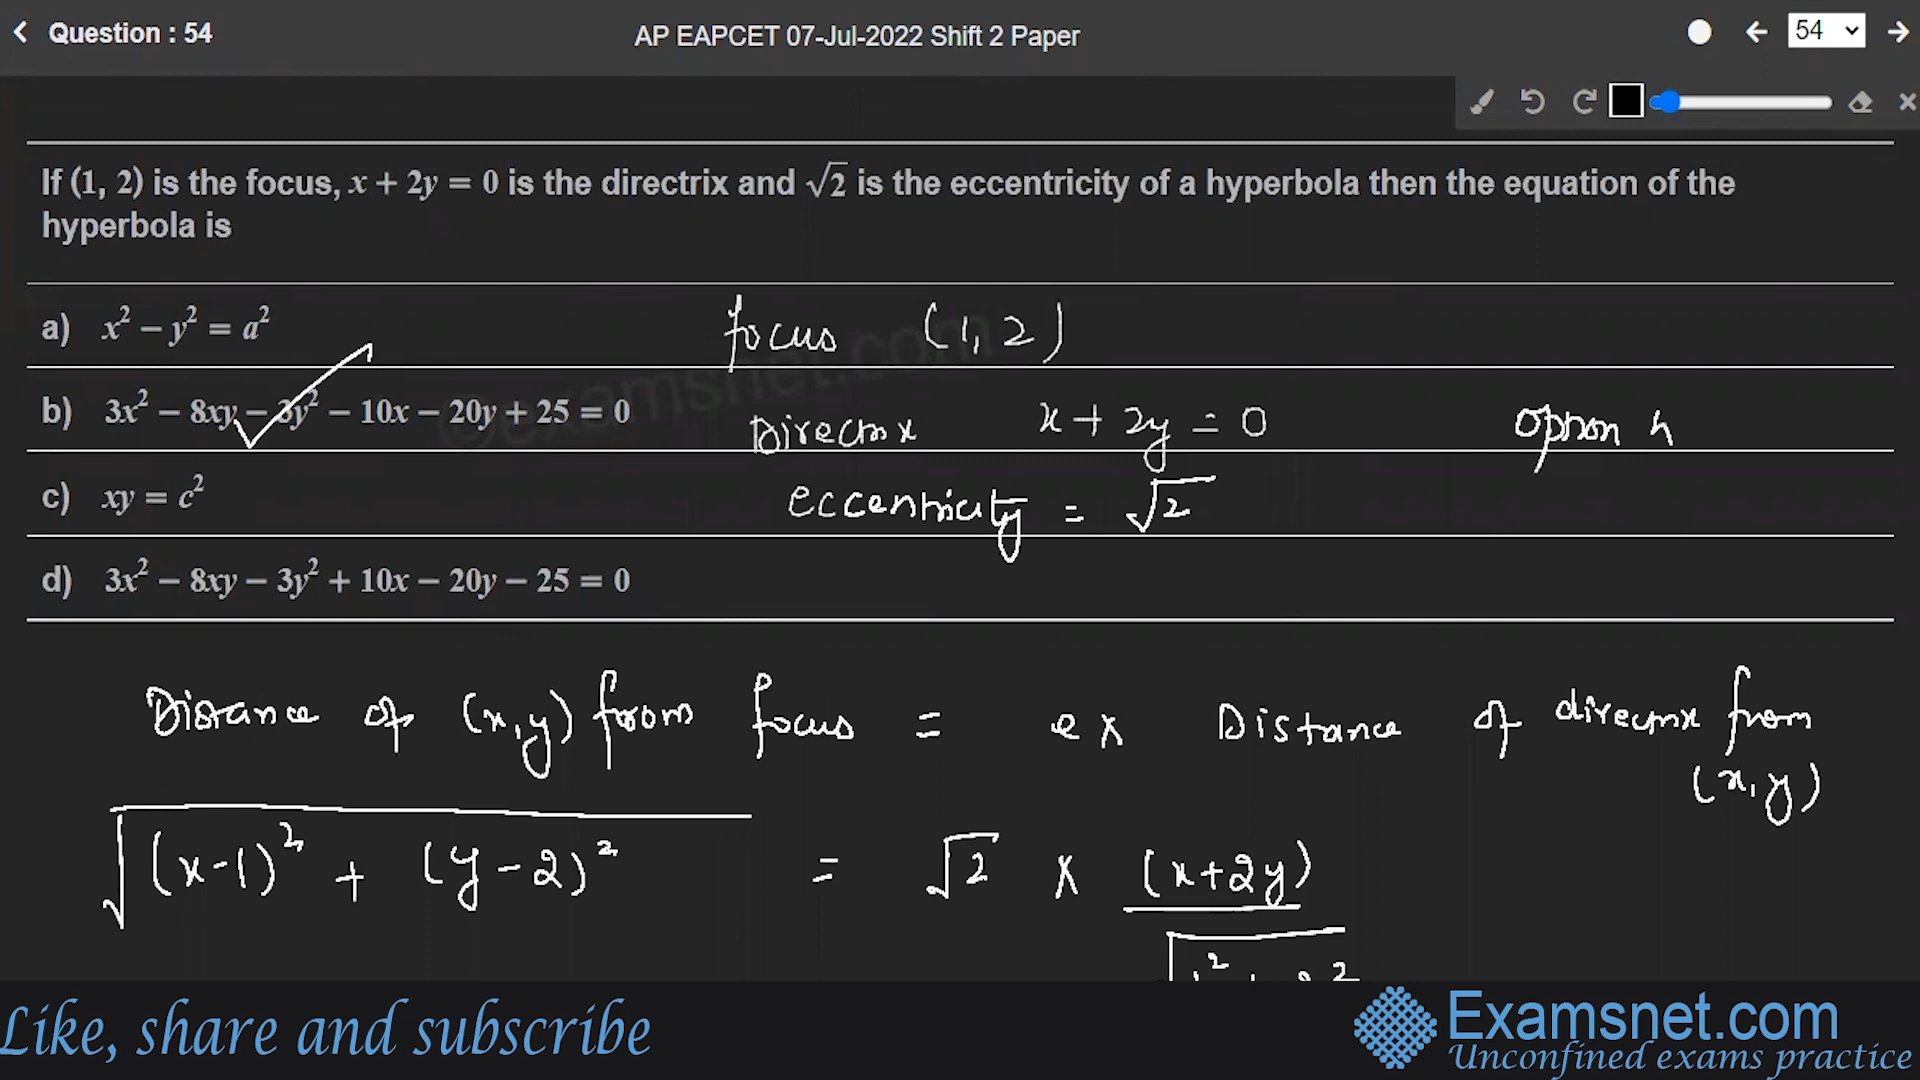 Question : 54
AP EAPCET 07-Jul-2022 Shift 2 Paper
54
If (1, 2) is the focus, x + 2y = 0 is the directrix and √2 is the eccentricity of a hyperbola then the equation of the
hyperbola is
a) x² − y² = a²
focus (1, 2)
b) 3x² − 8xy − 3y² − 10x − 20y + 25 = 0
Directrix x + 2y = 0
option
c) xy = c²
eccentricity = √2
d) 3x² − 8xy − 3y² + 10x − 20y − 25 = 0
Distance of (x,y) from focus = e × Distance of directrix from
(x,y)
√(x-1)² + (y-2)² = √2 × (x+2y)
©examsnet.com
Like, share and subscribe
Examsnet.com
Unconfined exams practice